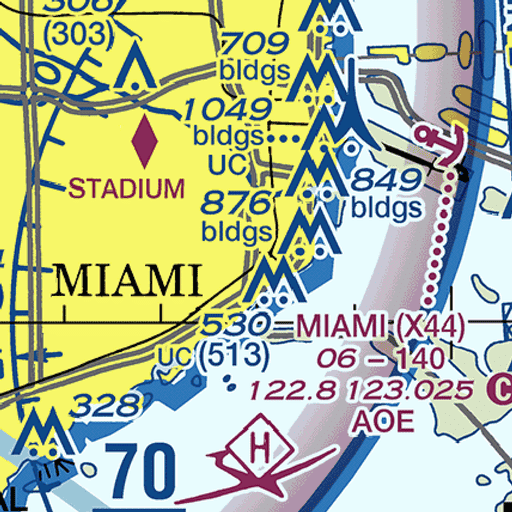 308
(303)
709
bldgs
1049
bldgs
UC
STADIUM
876
bldgs
849
bldgs
MIAMI
530
UC (513)
MIAMI (X44)
06 – 140
122.8 123.025 C
AOE
328
70
H